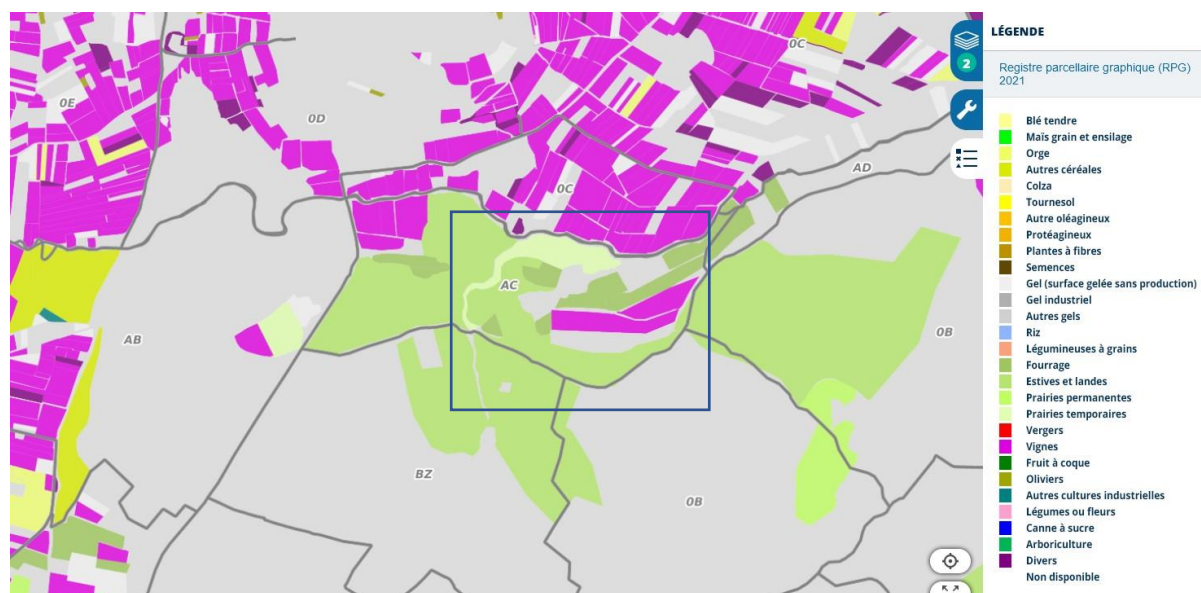 0E
0D
0C
0C
AD
AC
AB
0B
BZ
0B
2
LÉGENDE
Registre parcellaire graphique (RPG)
2021
Blé tendre
Maïs grain et ensilage
Orge
Autres céréales
Colza
Tournesol
Autre oléagineux
Protéagineux
Plantes à fibres
Semences
Gel (surface gelée sans production)
Gel industriel
Autres gels
Riz
Légumineuses à grains
Fourrage
Estives et landes
Prairies permanentes
Prairies temporaires
Vergers
Vignes
Fruit à coque
Oliviers
Autres cultures industrielles
Légumes ou fleurs
Canne à sucre
Arboriculture
Divers
Non disponible